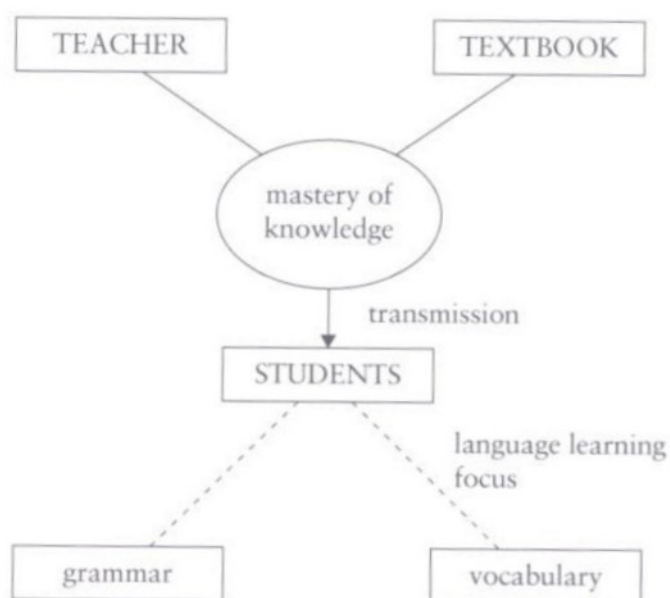 TEACHER
TEXTBOOK
mastery of
knowledge
transmission
STUDENTS
language learning
focus
grammar
vocabulary